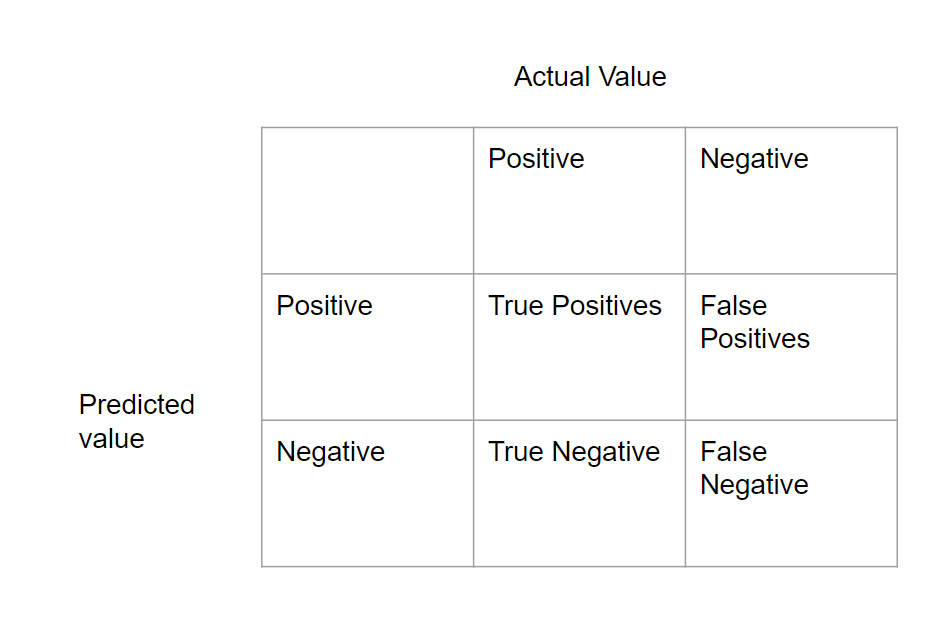 Actual Value
Positive
Negative
Positive
True Positives
False
Positives
Predicted
value
Negative
True Negative
False
Negative